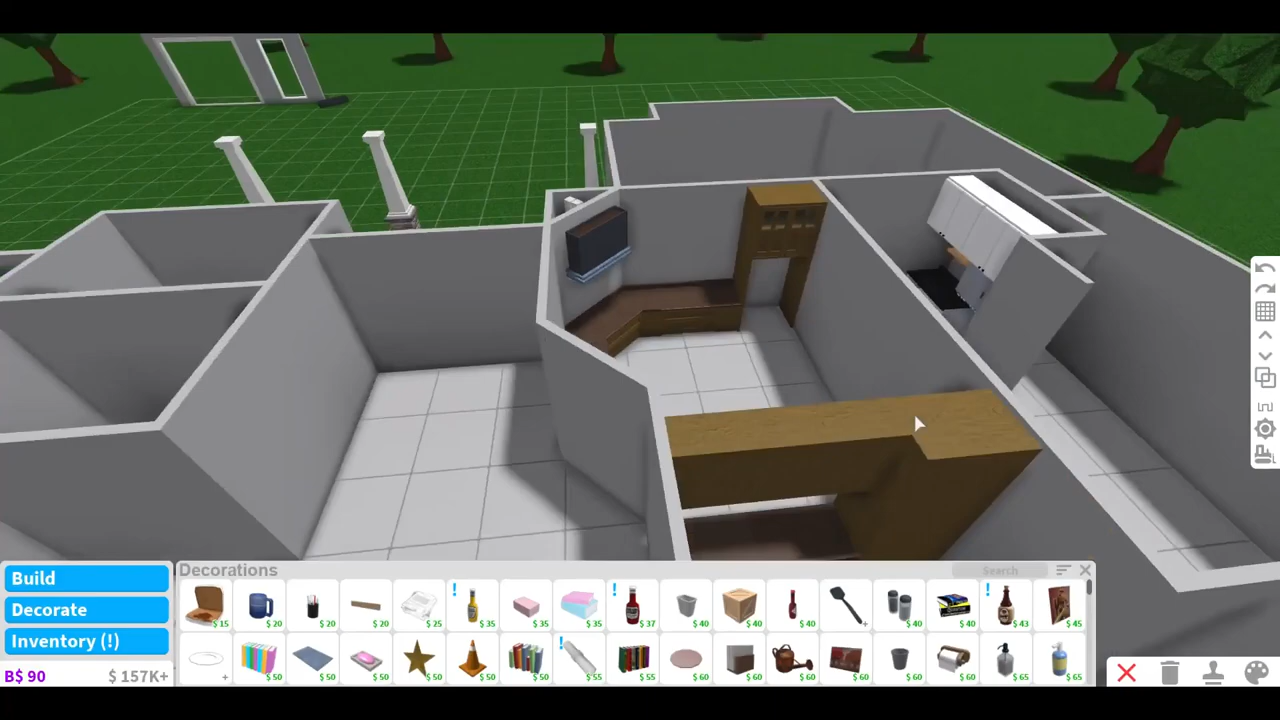 Decorations
Search
Build
Decorate
Inventory (!)
B$ 90
$ 157K+
$ 15
$ 20
$ 20
$ 20
$ 25
! $ 35
$ 35
$ 35
! $ 37
$ 40
$ 40
$ 40
+
$ 40
$ 40
! $ 43
$ 45
+
$ 50
$ 50
$ 50
$ 50
$ 50
$ 50
! $ 55
$ 55
$ 60
$ 60
$ 60
$ 60
$ 60
$ 60
$ 65
$ 65